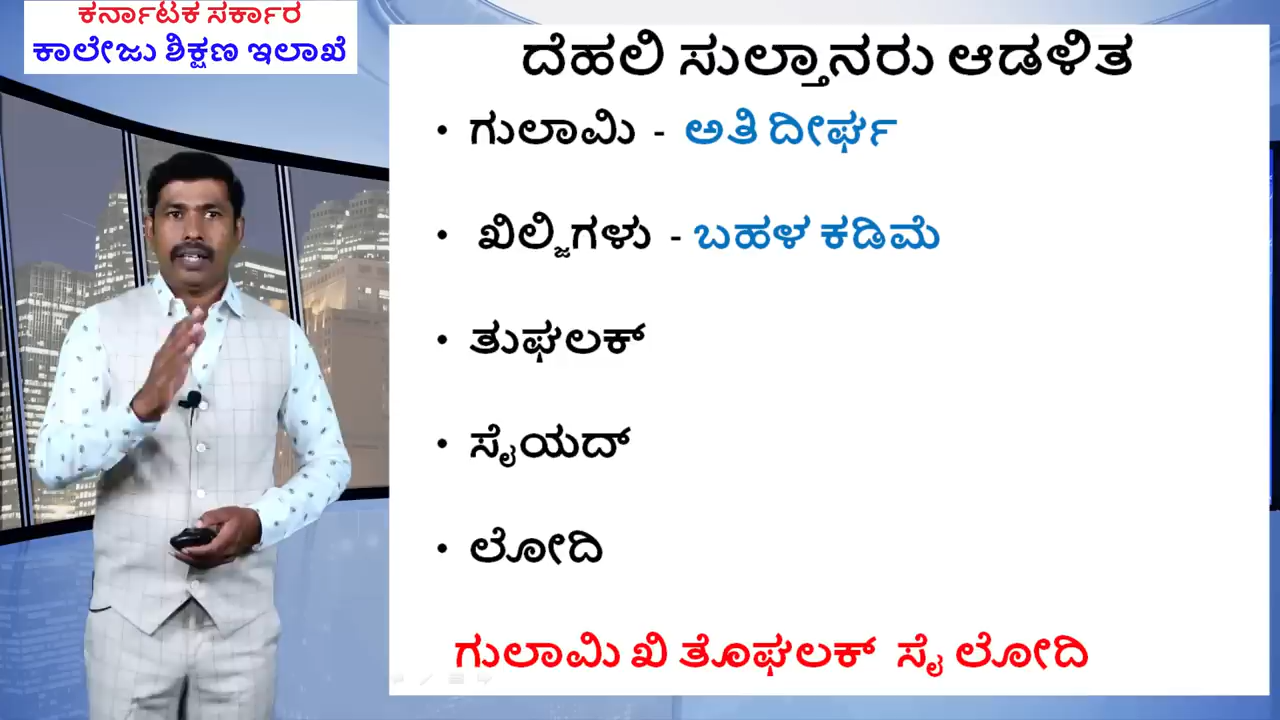 ಕರ್ನಾಟಕ ಸರ್ಕಾರ
ಕಾಲೇಜು ಶಿಕ್ಷಣ ಇಲಾಖೆ
ದೆಹಲಿ ಸುಲ್ತಾನರು ಆಡಳಿತ
• ಗುಲಾಮಿ - ಅತಿ ದೀರ್ಘ
• ಖಿಲ್ಜಿಗಳು - ಬಹಳ ಕಡಿಮೆ
• ತುಘಲಕ್
• ಸೈಯದ್
• ಲೋದಿ
ಗುಲಾಮಿ ಖಿ ತೊಘಲಕ್ ಸೈ ಲೋದಿ